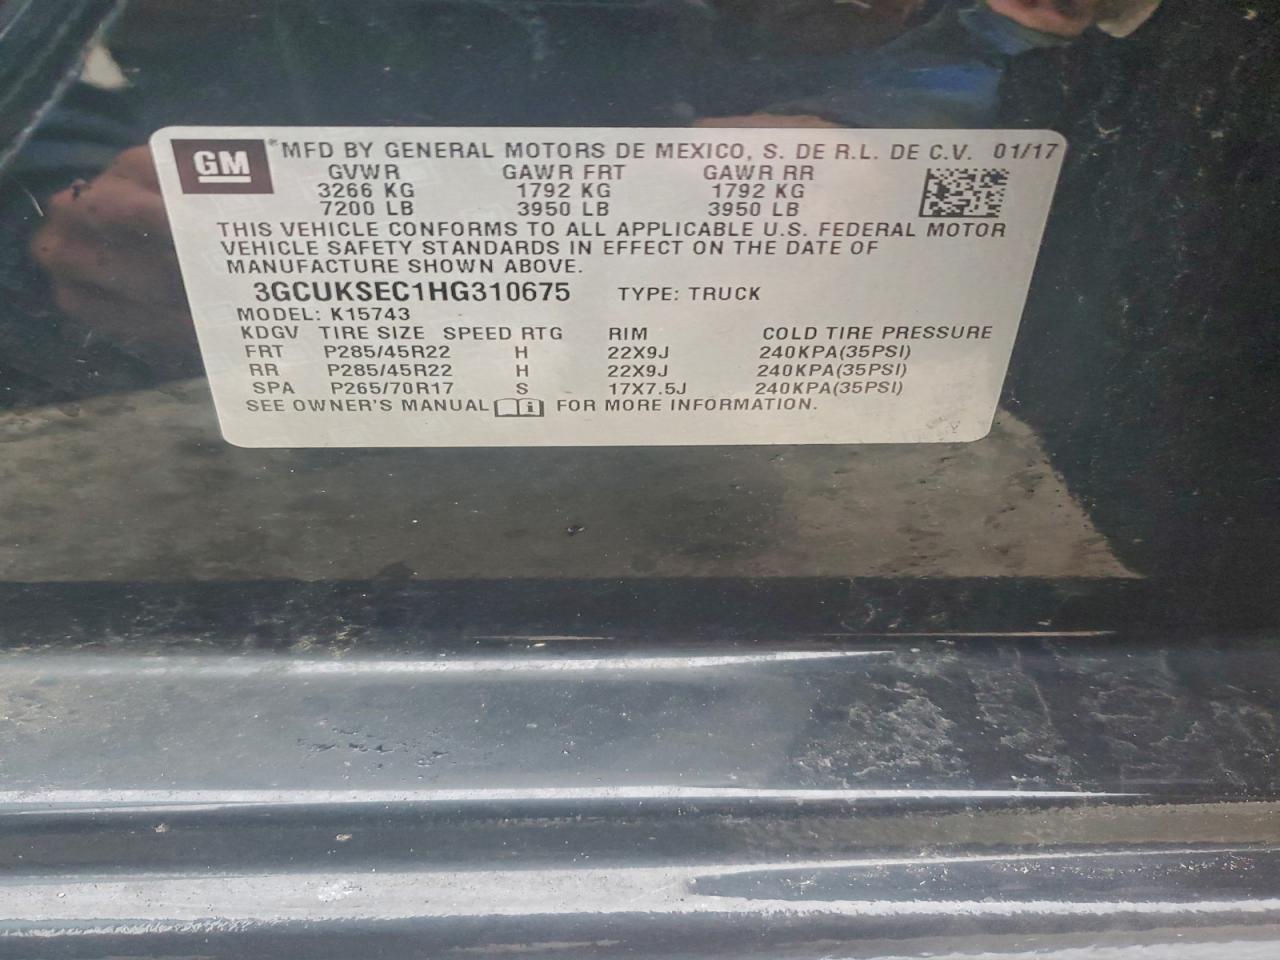 GM ®MFD BY GENERAL MOTORS DE MEXICO, S. DE R.L. DE C.V. 01/17
GVWR GAWR FRT GAWR RR
3266 KG 1792 KG 1792 KG
7200 LB 3950 LB 3950 LB
THIS VEHICLE CONFORMS TO ALL APPLICABLE U.S. FEDERAL MOTOR
VEHICLE SAFETY STANDARDS IN EFFECT ON THE DATE OF
MANUFACTURE SHOWN ABOVE.
3GCUKSEC1HG310675 TYPE: TRUCK
MODEL: K15743
KDGV TIRE SIZE SPEED RTG RIM COLD TIRE PRESSURE
FRT P285/45R22 H 22X9J 240KPA(35PSI)
RR P285/45R22 H 22X9J 240KPA(35PSI)
SPA P265/70R17 S 17X7.5J 240KPA(35PSI)
SEE OWNER'S MANUAL i FOR MORE INFORMATION.